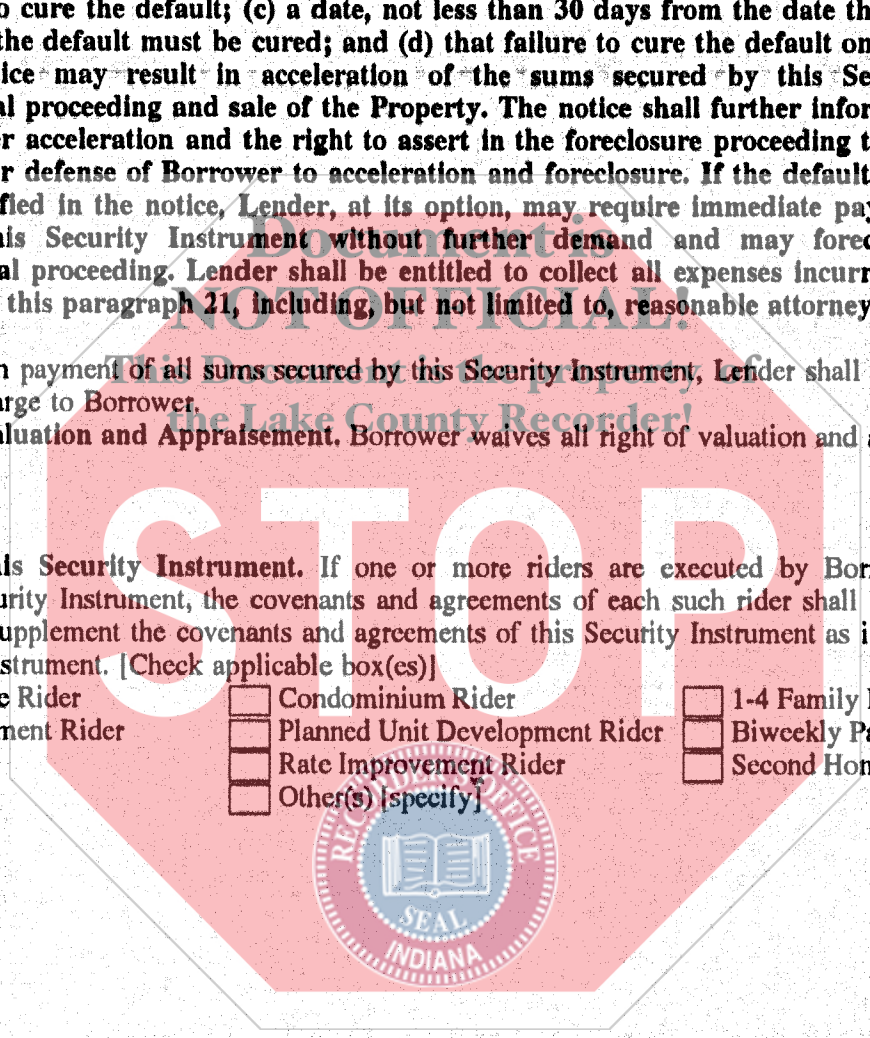 o cure the default; (c) a date, not less than 30 days from the date th
the default must be cured; and (d) that failure to cure the default on
ice may result in acceleration of the sums secured by this Se
al proceeding and sale of the Property. The notice shall further infor
er acceleration and the right to assert in the foreclosure proceeding t
r defense of Borrower to acceleration and foreclosure. If the default
fied in the notice, Lender, at its option, may require immediate pay
Document is
is Security Instrument without further demand and may forec
al proceeding. Lender shall be entitled to collect all expenses incurr
NOT OFFICIAL!
this paragraph 21, including, but not limited to, reasonable attorney
This Document is the property of
n payment of all sums secured by this Security Instrument, Lender shall
arge to Borrower.
the Lake County Recorder!
aluation and Appraisement. Borrower waives all right of valuation and a
STOP
is Security Instrument. If one or more riders are executed by Bor
urity Instrument, the covenants and agreements of each such rider shall
upplement the covenants and agreements of this Security Instrument as i
strument. [Check applicable box(es)]
e Rider Condominium Rider 1-4 Family
ment Rider Planned Unit Development Rider Biweekly Pa
Rate Improvement Rider Second Hom
Other(s) [specify]
RECORDER'S OFFICE
SEAL
INDIANA